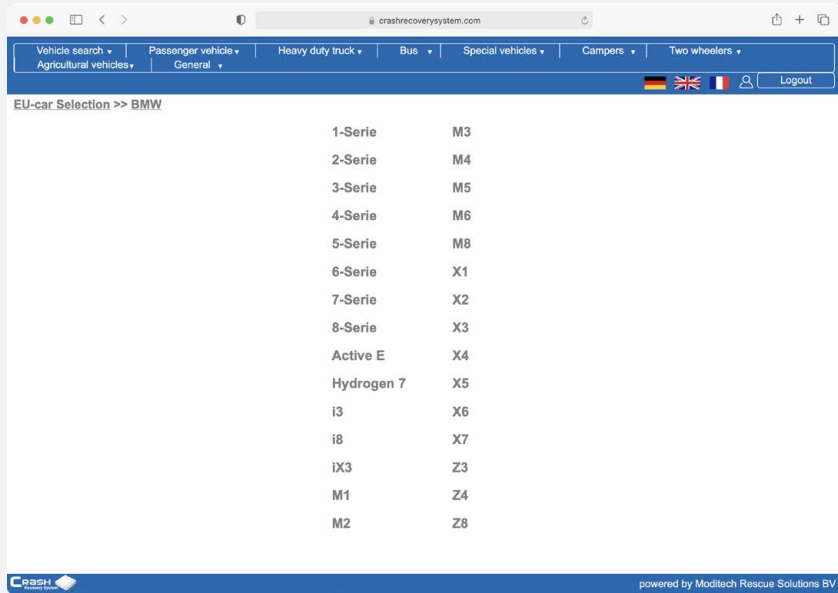 crashrecoverysystem.com
Vehicle search ▾ | Passenger vehicle ▾ | Heavy duty truck ▾ | Bus ▾ | Special vehicles ▾ | Campers ▾ | Two wheelers ▾
Agricultural vehicles ▾ | General ▾
Logout
EU-car Selection >> BMW
1-Serie M3
2-Serie M4
3-Serie M5
4-Serie M6
5-Serie M8
6-Serie X1
7-Serie X2
8-Serie X3
Active E X4
Hydrogen 7 X5
i3 X6
i8 X7
iX3 Z3
M1 Z4
M2 Z8
CRASH
Recovery System
powered by Moditech Rescue Solutions BV